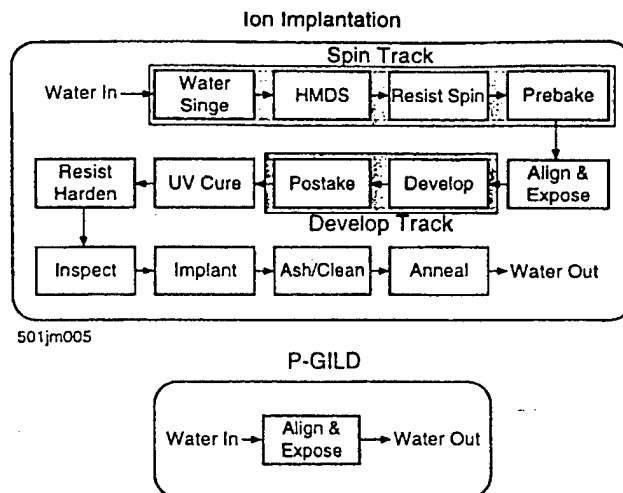 Ion Implantation
Spin Track
Water In
Water
Singe
HMDS
Resist Spin
Prebake
Resist
Harden
UV Cure
Postake
Develop
Align &
Expose
Develop Track
Inspect
Implant
Ash/Clean
Anneal
Water Out
501jm005
P-GILD
Water In
Align &
Expose
Water Out